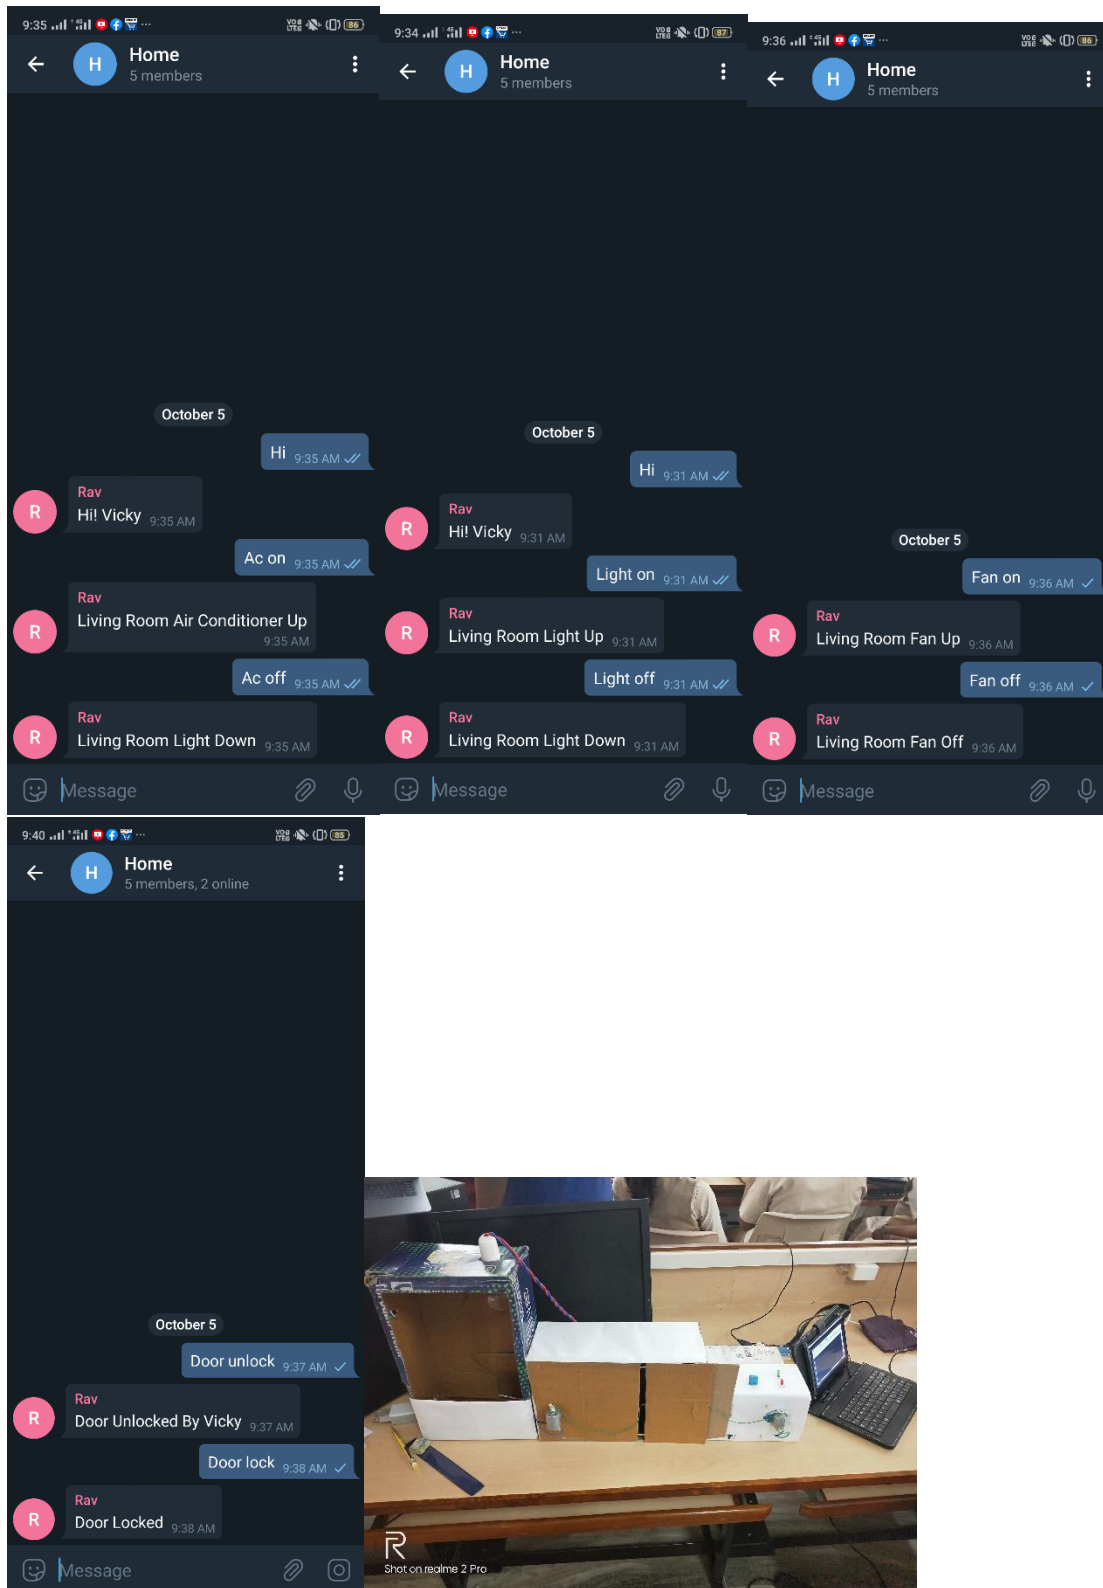 9:35
86
H
Home
5 members
October 5
Hi 9:35 AM
Rav
R
Hi! Vicky 9:35 AM
Ac on 9:35 AM
Rav
Living Room Air Conditioner Up
R
9:35 AM
Ac off 9:35 AM
Rav
R
Living Room Light Down 9:35 AM
Message
9:34
87
H
Home
5 members
October 5
Hi 9:31 AM
Rav
R
Hi! Vicky 9:31 AM
Light on 9:31 AM
Rav
R
Living Room Light Up 9:31 AM
Light off 9:31 AM
Rav
R
Living Room Light Down 9:31 AM
Message
9:36
86
H
Home
5 members
October 5
Fan on 9:36 AM
Rav
R
Living Room Fan Up 9:36 AM
Fan off 9:36 AM
Rav
R
Living Room Fan Off 9:36 AM
Message
9:40
85
H
Home
5 members, 2 online
October 5
Door unlock 9:37 AM
Rav
R
Door Unlocked By Vicky 9:37 AM
Door lock 9:38 AM
Rav
R
Door Locked 9:38 AM
Message
R
Shot on realme 2 Pro